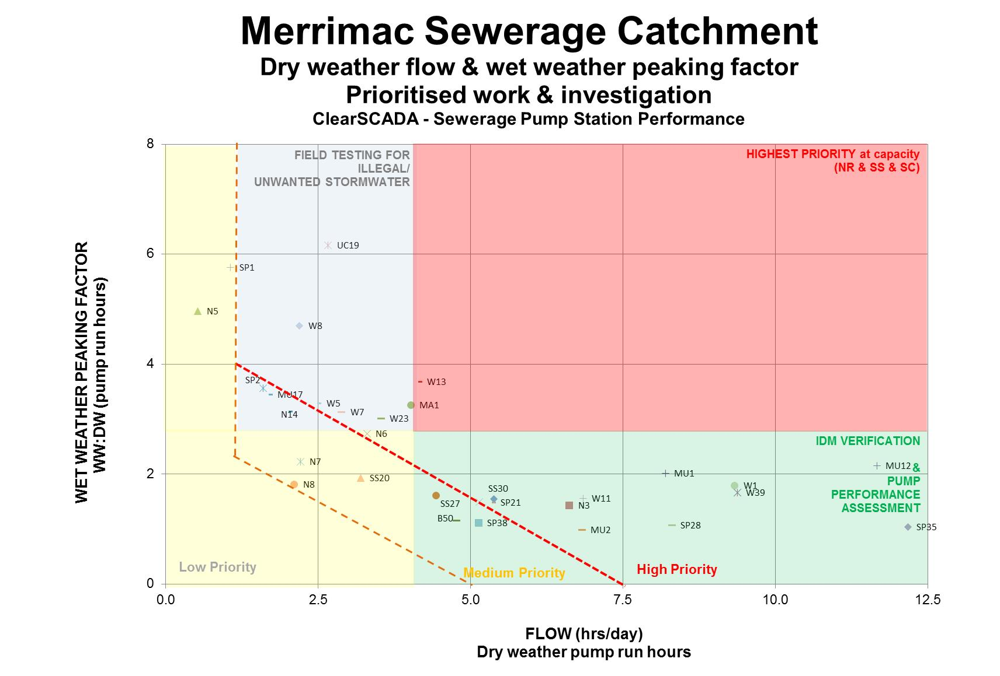 Merrimac Sewerage Catchment
Dry weather flow & wet weather peaking factor
Prioritised work & investigation
ClearSCADA - Sewerage Pump Station Performance
WET WEATHER PEAKING FACTOR
WW:DW (pump run hours)
8
6
4
2
0
FIELD TESTING FOR
ILLEGAL/
UNWANTED STORMWATER
HIGHEST PRIORITY at capacity
(NR & SS & SC)
UC19
SP1
N5
W8
SP2
MU17
N14
W5
W7
W23
W13
MA1
N6
IDM VERIFICATION
&
PUMP
PERFORMANCE
ASSESSMENT
N7
N8
SS20
SS27
SS30
SP21
B50
SP38
W11
N3
MU2
MU1
SP28
W1
W39
MU12
SP35
Low Priority
Medium Priority
High Priority
0.0
2.5
5.0
7.5
10.0
12.5
FLOW (hrs/day)
Dry weather pump run hours